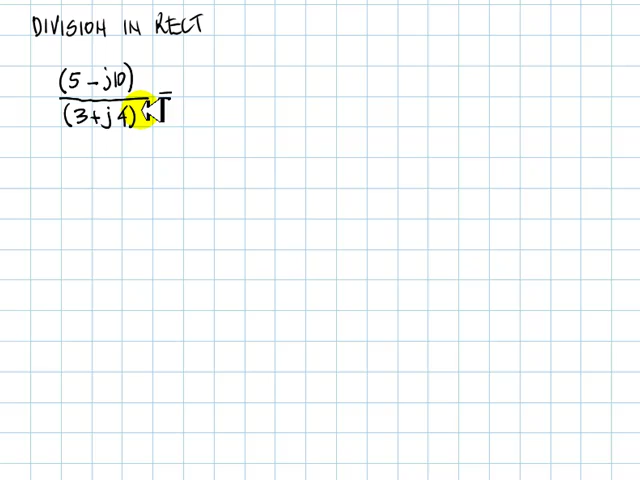 DIVISION IN RECT
(5-j10)
(3+j4) =